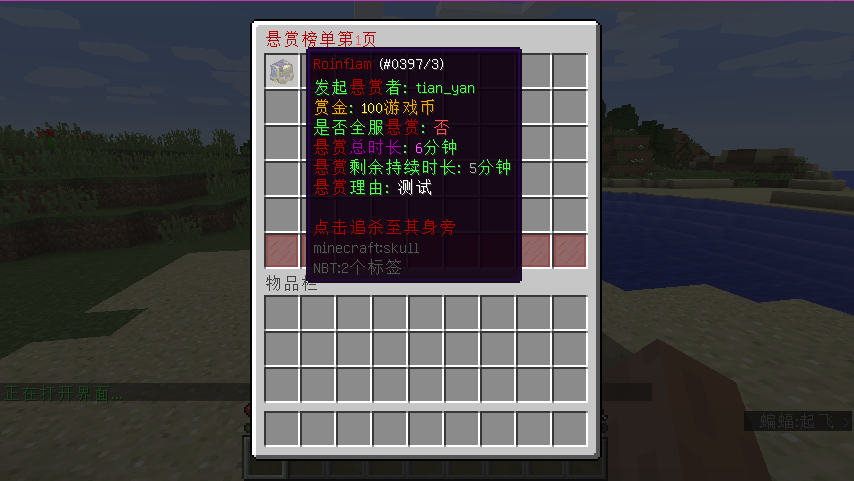 悬赏榜单第1页
Roinflam (#0397/3)
发起悬赏者: tian_yan
赏金: 100游戏币
是否全服悬赏: 否
悬赏总时长: 6分钟
悬赏剩余持续时长: 5分钟
悬赏理由: 测试
点击追杀至其身旁
minecraft:skull
NBT:2个标签
物品栏
正在打开界面...
蝙蝠:起飞 >